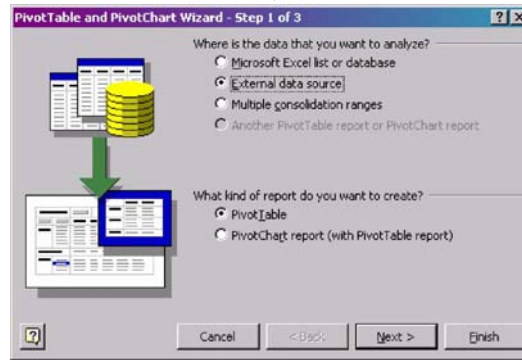 PivotTable and PivotChart Wizard - Step 1 of 3
Where is the data that you want to analyze?
Microsoft Excel list or database
External data source
Multiple consolidation ranges
Another PivotTable report or PivotChart report
What kind of report do you want to create?
PivotTable
PivotChart report (with PivotTable report)
Cancel
< Back
Next >
Finish